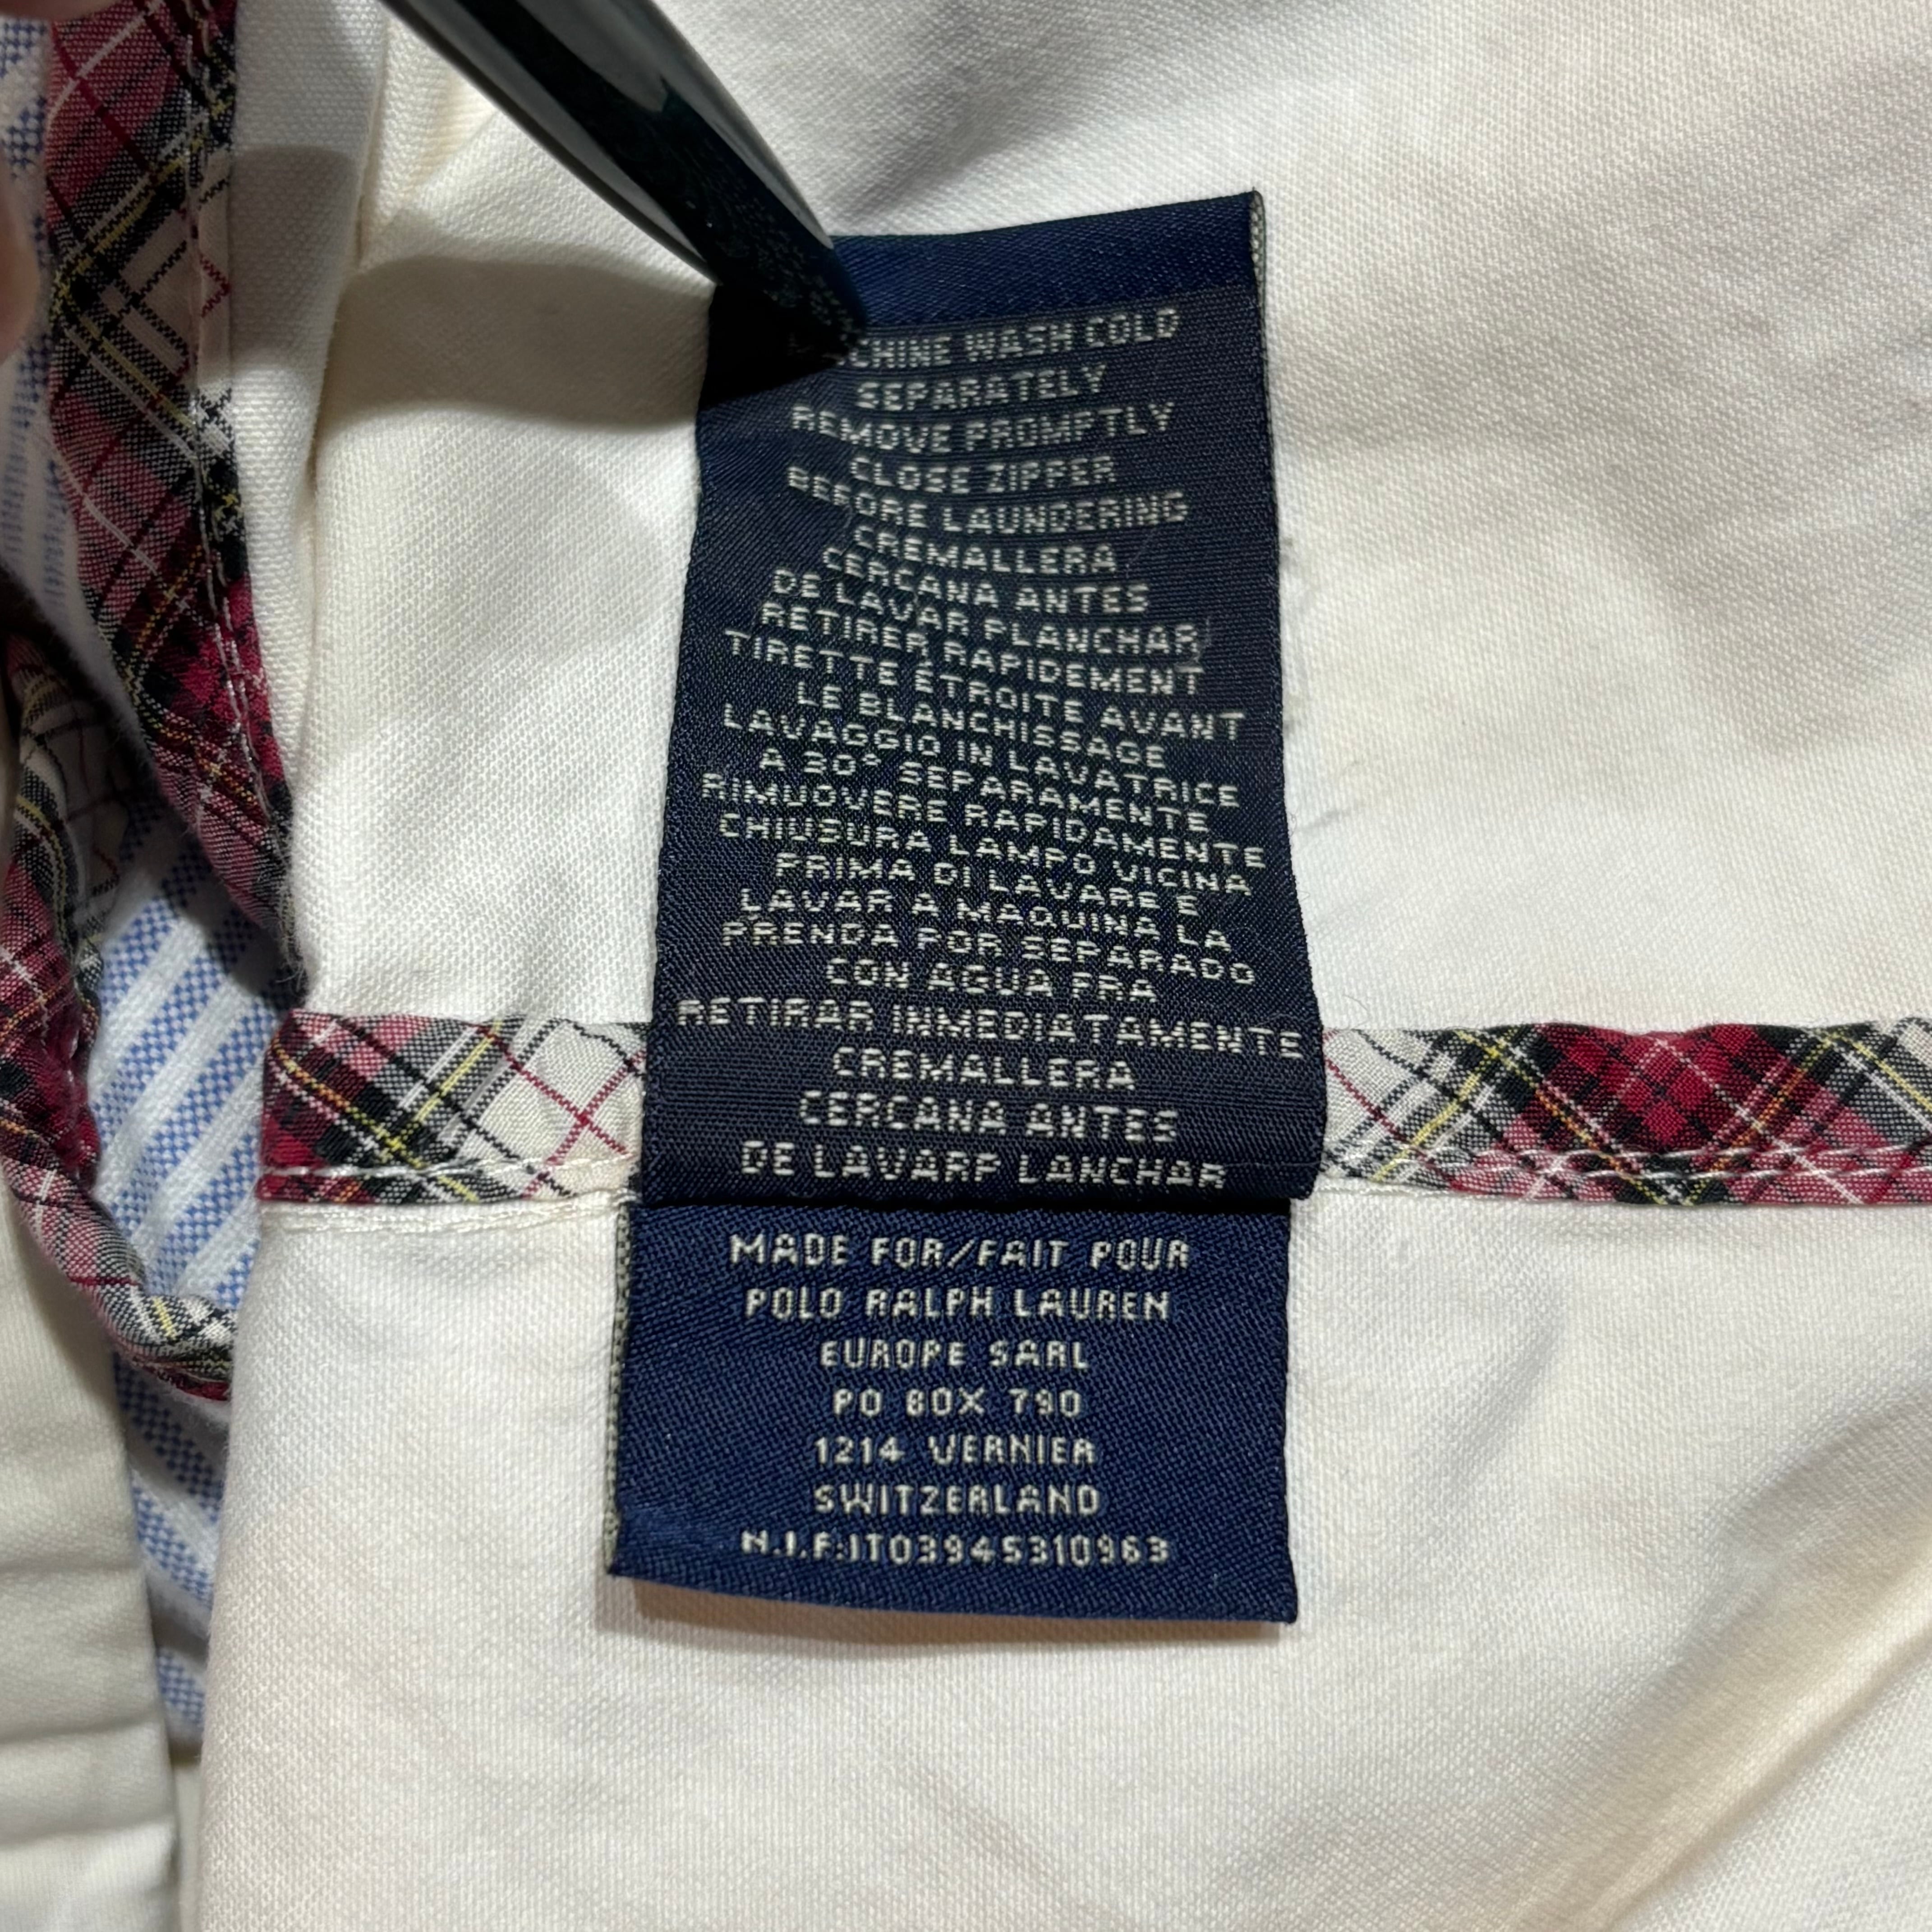 WASH COLD
SEPARATELY
REMOVE PROMPTLY
CLOSE ZIPPER
BEFORE LAUNDERING
CREMALLERA
CERCANA ANTES
DE LAVAR PLANCHAR
RETIRER RAPIDEMENT
TIRETTE ÉTROITE AVANT
LE BLANCHISSAGE
LAVAGGIO IN LAVATRICE
A 30° SEPARAMENTE
RIMUOVERE RAPIDAMENTE
CHIUSURA LAMPO VICINA
PRIMA DI LAVARE E
LAVAR A MAQUINA LA
PRENDA POR SEPARADO
CON AGUA FRA
RETIRAR INMEDIATAMENTE
CREMALLERA
CERCANA ANTES
DE LAVARP LANCHAR
MADE FOR/FAIT POUR
POLO RALPH LAUREN
EUROPE SARL
PO BOX 790
1214 VERNIER
SWITZERLAND
N.I.F:IT03945310963